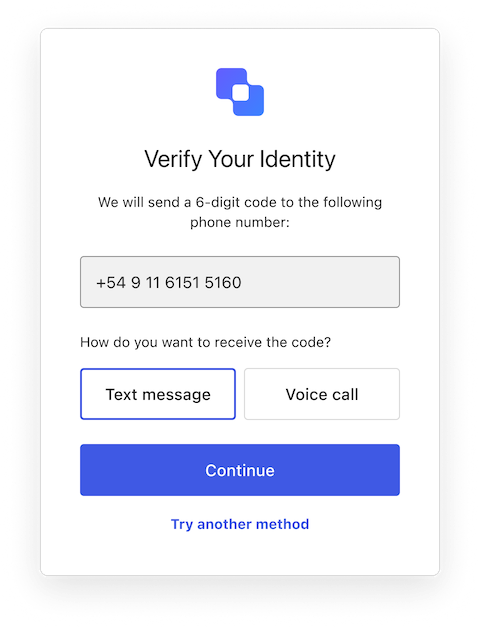 Verify Your Identity
We will send a 6-digit code to the following
phone number:
+54 9 11 6151 5160
How do you want to receive the code?
Text message
Voice call
Continue
Try another method